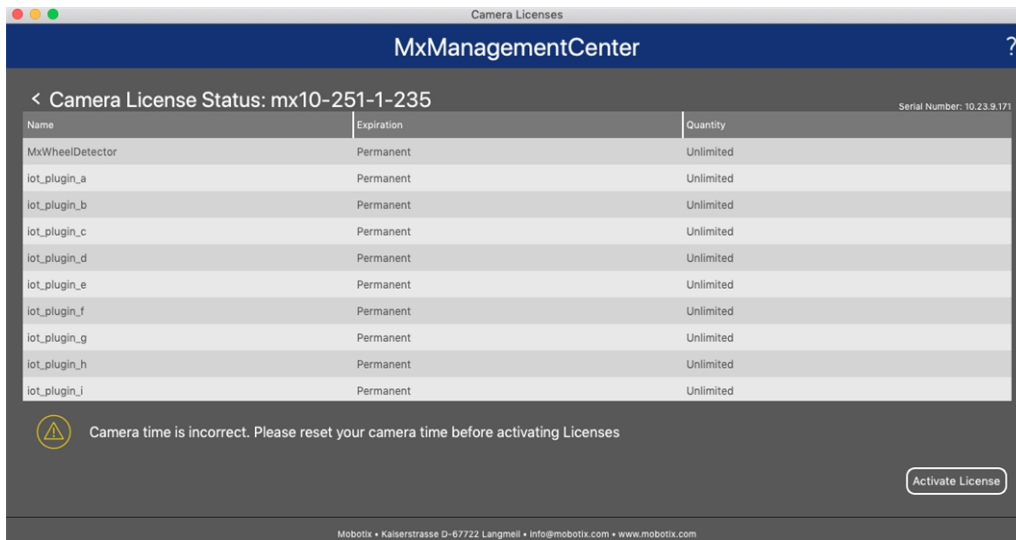 Camera Licenses
MxManagementCenter
?
< Camera License Status: mx10-251-1-235
Serial Number: 10.23.9.171
Name Expiration Quantity
MxWheelDetector Permanent Unlimited
iot_plugin_a Permanent Unlimited
iot_plugin_b Permanent Unlimited
iot_plugin_c Permanent Unlimited
iot_plugin_d Permanent Unlimited
iot_plugin_e Permanent Unlimited
iot_plugin_f Permanent Unlimited
iot_plugin_g Permanent Unlimited
iot_plugin_h Permanent Unlimited
iot_plugin_i Permanent Unlimited
Camera time is incorrect. Please reset your camera time before activating Licenses
Activate License
Mobotix • Kaiserstrasse D-67722 Langmeil • info@mobotix.com • www.mobotix.com